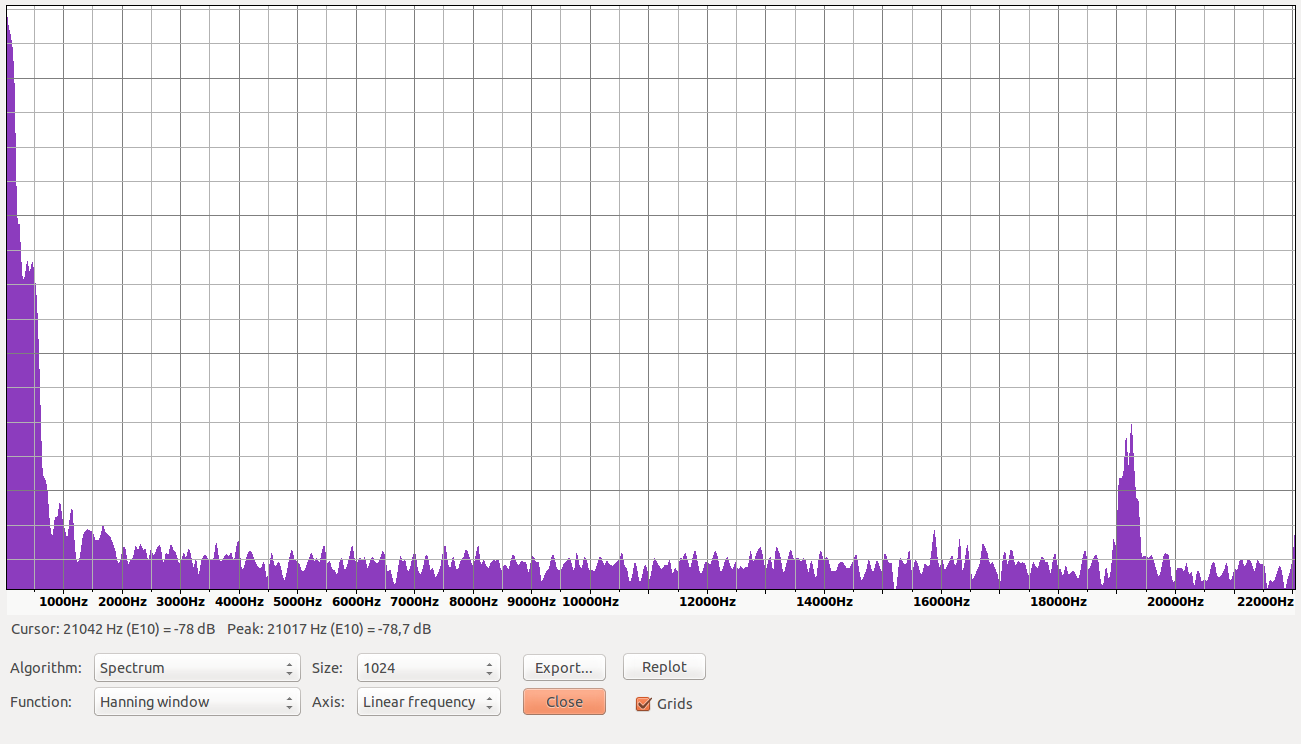 1000Hz 2000Hz 3000Hz 4000Hz 5000Hz 6000Hz 7000Hz 8000Hz 9000Hz 10000Hz 12000Hz 14000Hz 16000Hz 18000Hz 20000Hz 22000Hz
Cursor: 21042 Hz (E10) = -78 dB Peak: 21017 Hz (E10) = -78,7 dB
Algorithm: Spectrum Size: 1024 Export... Replot
Function: Hanning window Axis: Linear frequency Close Grids